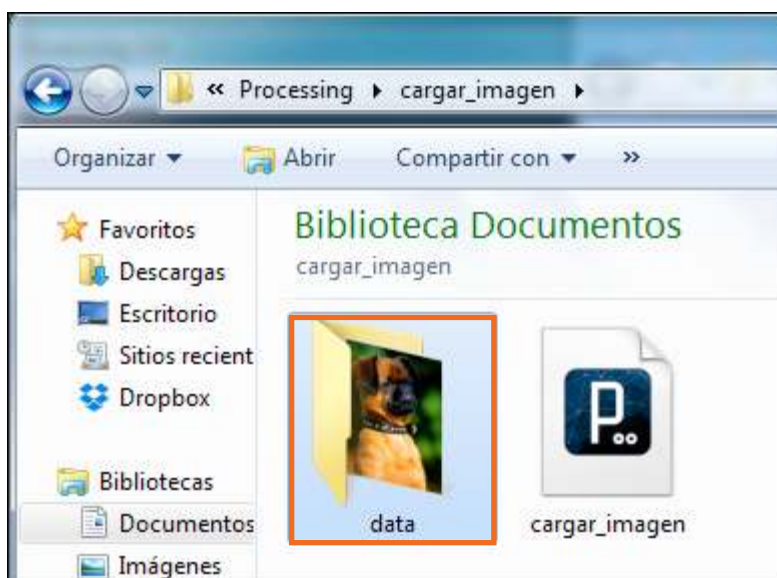 « Processing ▸ cargar_imagen ▸
Organizar Abrir Compartir con »
Favoritos
Descargas
Escritorio
Sitios recient
Dropbox
Bibliotecas
Documentos
Imágenes
Biblioteca Documentos
cargar_imagen
data
P
cargar_imagen